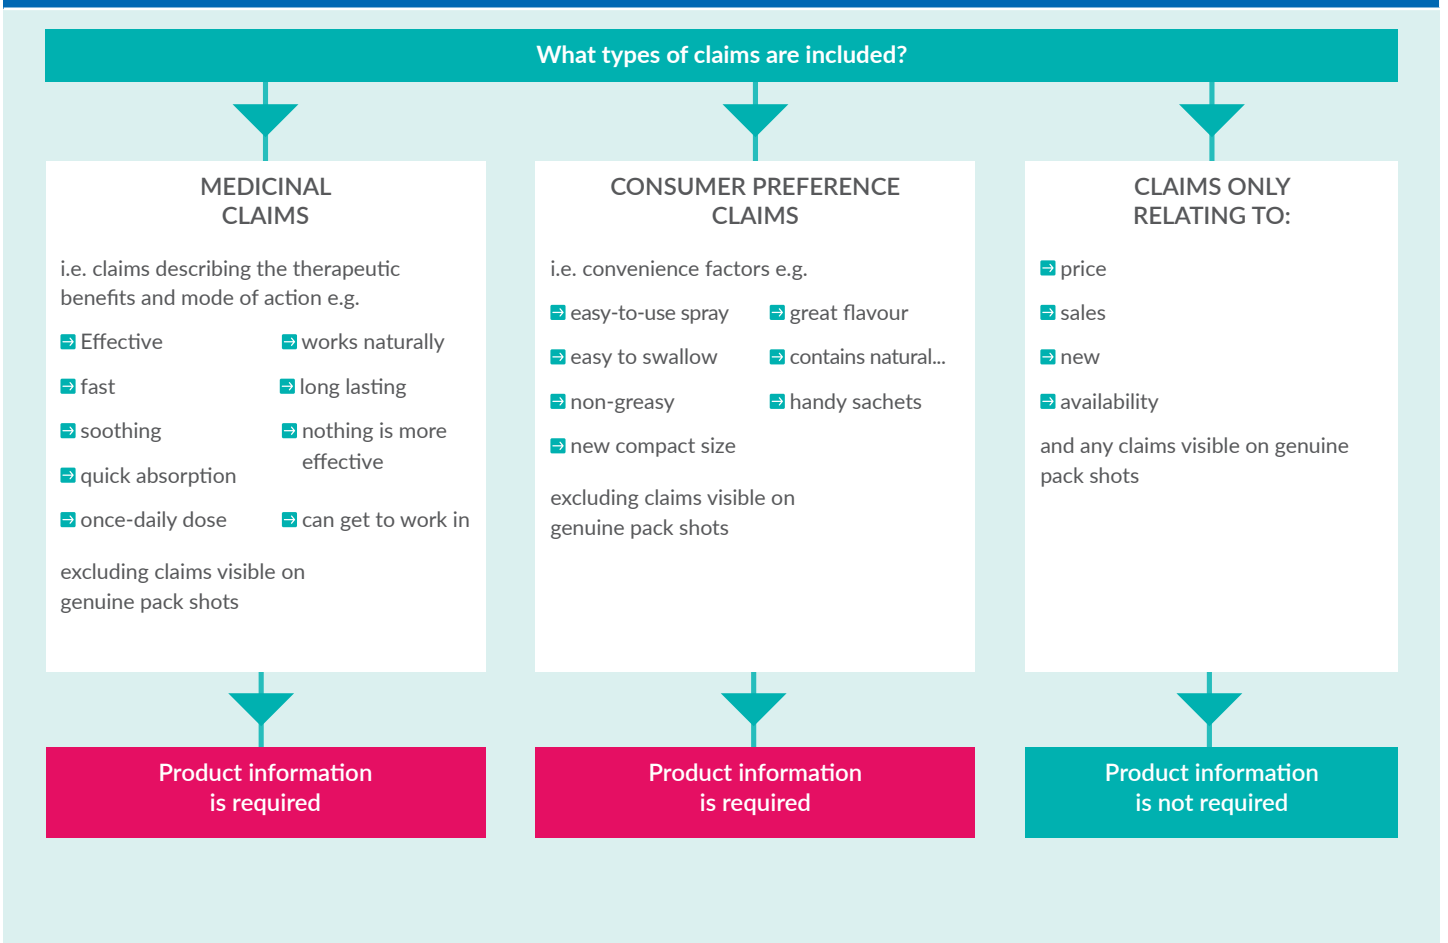 What types of claims are included?
MEDICINAL
CLAIMS
i.e. claims describing the therapeutic
benefits and mode of action e.g.
Effective
fast
soothing
quick absorption
once-daily dose
works naturally
long lasting
nothing is more
effective
can get to work in
excluding claims visible on
genuine pack shots
Product information
is required
CONSUMER PREFERENCE
CLAIMS
i.e. convenience factors e.g.
easy-to-use spray
easy to swallow
non-greasy
new compact size
great flavour
contains natural...
handy sachets
excluding claims visible on
genuine pack shots
Product information
is required
CLAIMS ONLY
RELATING TO:
price
sales
new
availability
and any claims visible on genuine
pack shots
Product information
is not required